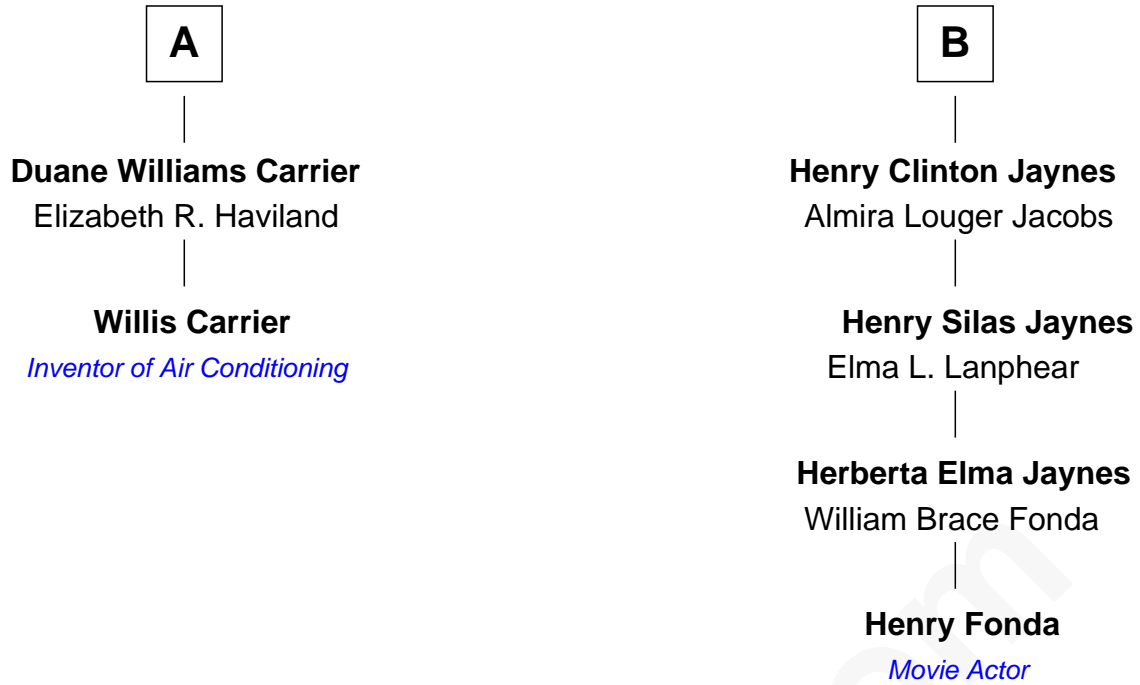 A
Duane Williams Carrier
Elizabeth R. Haviland
Willis Carrier
Inventor of Air Conditioning
B
Henry Clinton Jaynes
Almira Louger Jacobs
Henry Silas Jaynes
Elma L. Lanphear
Herberta Elma Jaynes
William Brace Fonda
Henry Fonda
Movie Actor